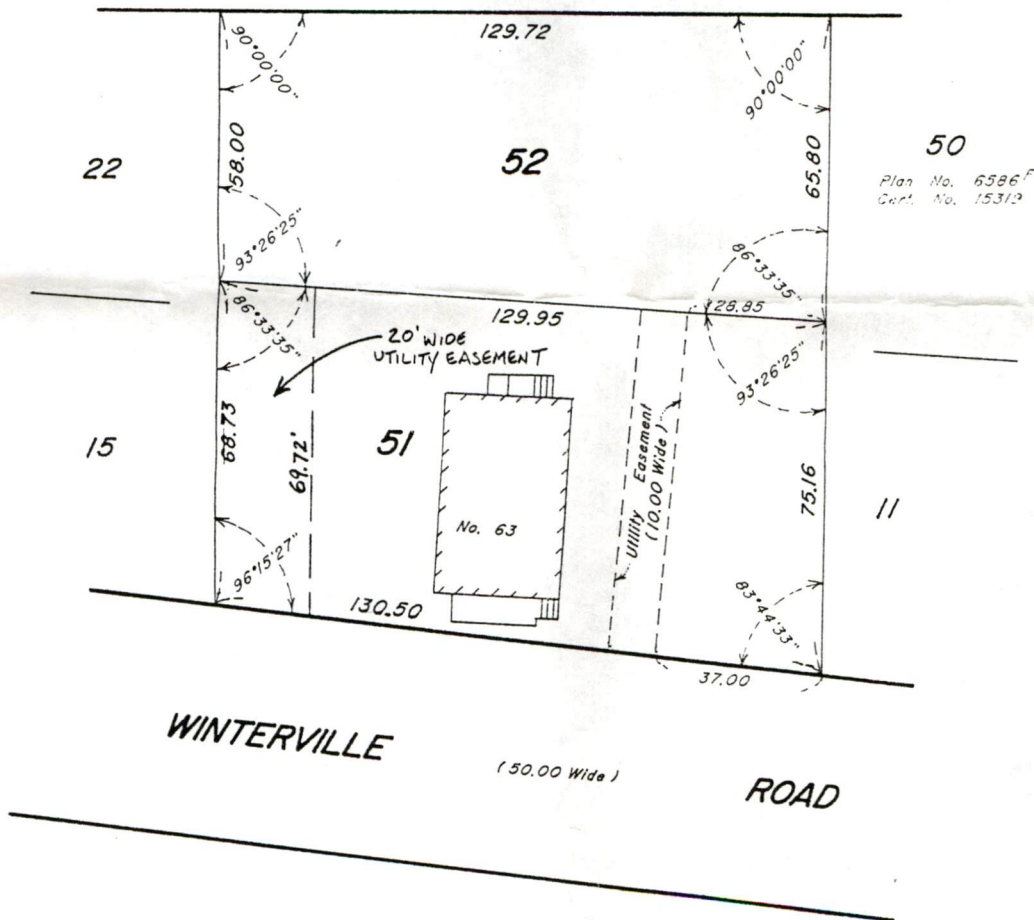 129.72
90°00'00"
90°00'00"
22
58.00
52
65.80
50
Plan No. 6586F
Cert. No. 15319
93°26'25"
86°33'35"
86°33'35"
129.95
28.85
20' WIDE
UTILITY EASEMENT
93°26'25"
15
68.73
69.72'
51
Utility Easement
(10.00 Wide)
75.16
11
No. 63
96°15'27"
130.50
83°44'33"
37.00
WINTERVILLE
(50.00 Wide)
ROAD